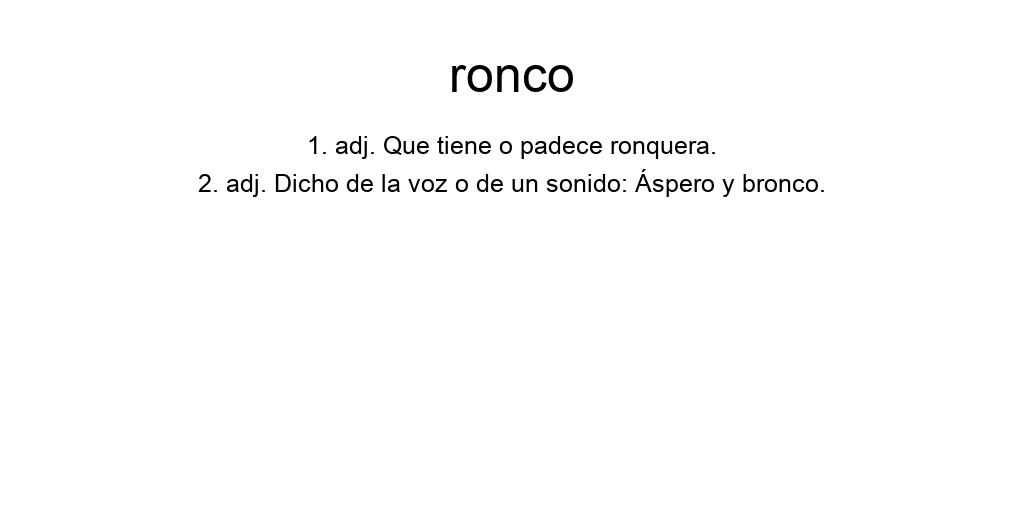 ronco
1. adj. Que tiene o padece ronquera.
2. adj. Dicho de la voz o de un sonido: Áspero y bronco.